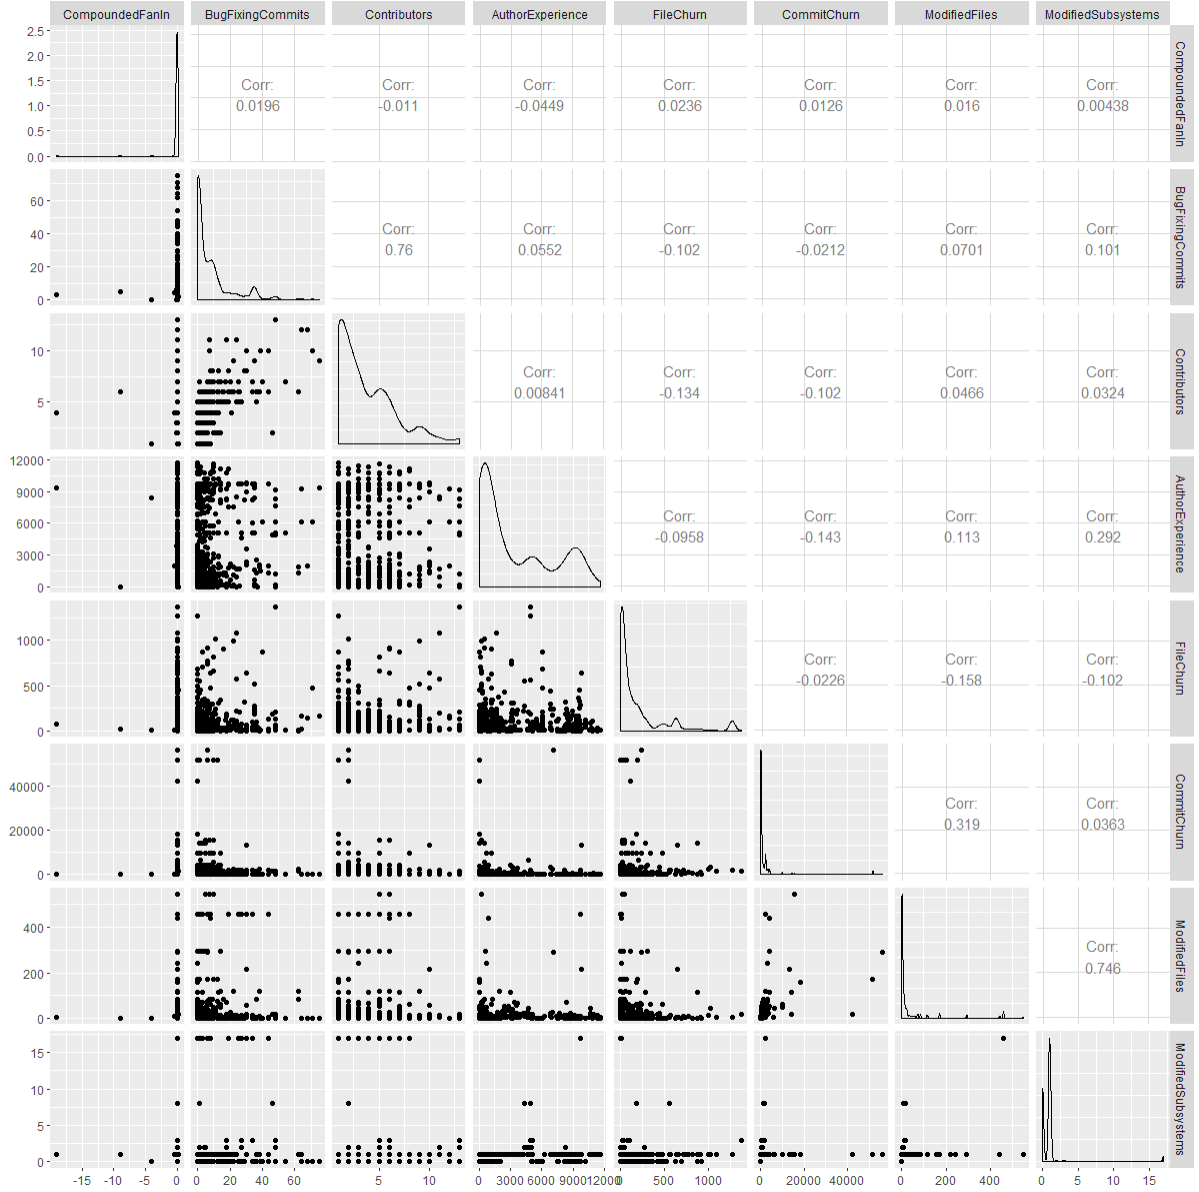 CompoundedFanIn BugFixingCommits Contributors AuthorExperience FileChurn CommitChurn ModifiedFiles ModifiedSubsystems
2.5
2.0
1.5
1.0
0.5
0.0
Corr: Corr: Corr: Corr: Corr: Corr: Corr:
0.0196 -0.011 -0.0449 0.0236 0.0126 0.016 0.00438
CompoundedFanIn
60
40
20
0
Corr: Corr: Corr: Corr: Corr: Corr:
0.76 0.0552 -0.102 -0.0212 0.0701 0.101
BugFixingCommits
10
5
Corr: Corr: Corr: Corr: Corr:
0.00841 -0.134 -0.102 0.0466 0.0324
Contributors
12000
9000
6000
3000
0
Corr: Corr: Corr: Corr:
-0.0958 -0.143 0.113 0.292
AuthorExperience
1000
500
0
Corr: Corr: Corr:
-0.0226 -0.158 -0.102
FileChurn
40000
20000
0
Corr: Corr:
0.319 0.0363
CommitChurn
400
200
0
Corr:
0.746
ModifiedFiles
15
10
5
0
ModifiedSubsystems
-15 -10 -5 0 0 20 40 60 5 10 0 3000 6000 9000 12000 0 500 1000 0 20000 40000 0 200 400 0 5 10 15